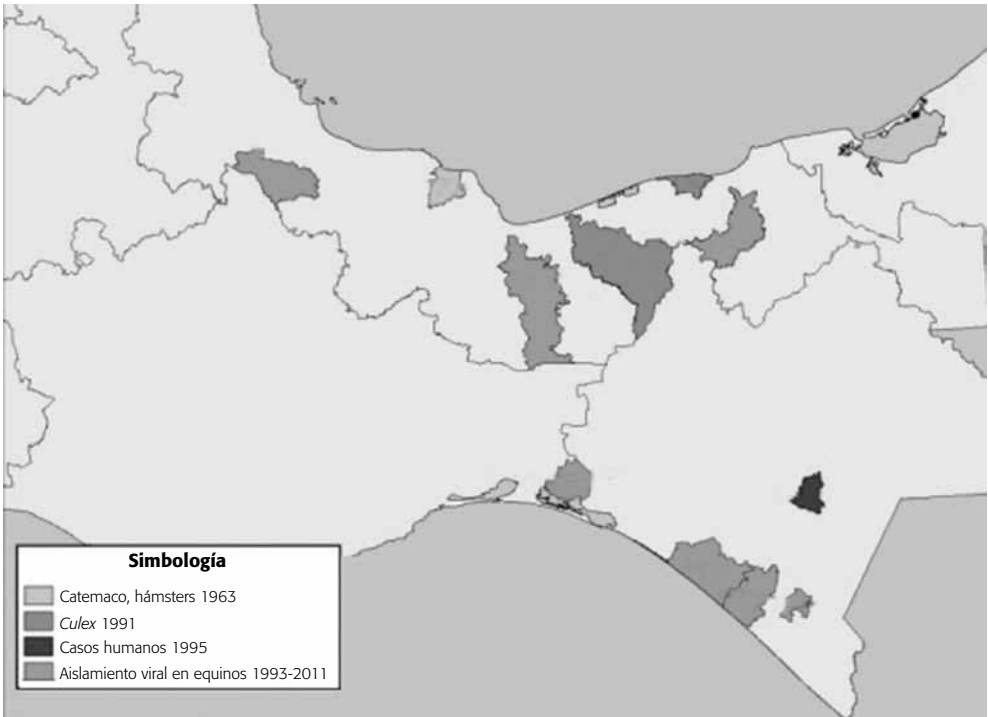 Simbología
Catemaco, hámsters 1963
Culex 1991
Casos humanos 1995
Aislamiento viral en equinos 1993-2011